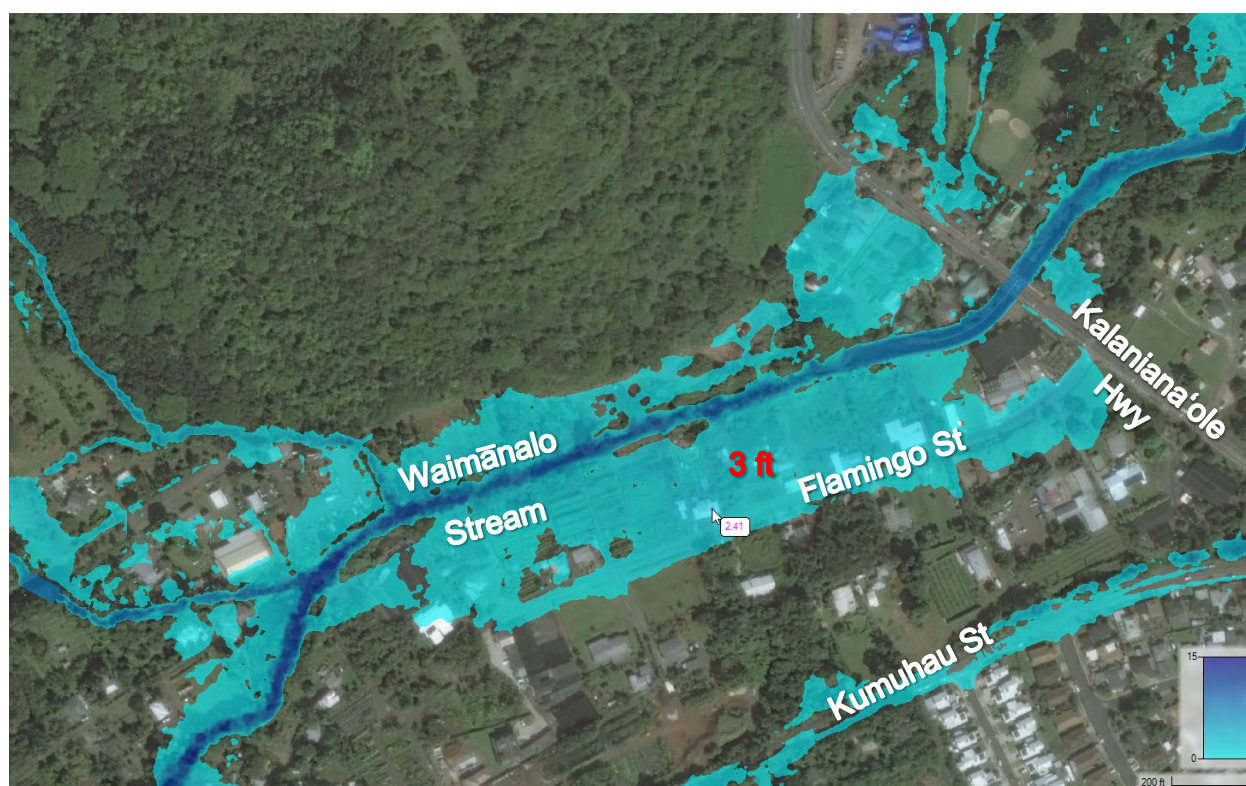 Kalaniana‘ole
Hwy
Waimānalo
Stream
3 ft
Flamingo St
2.41
Kumuhau St
15
0
200 ft